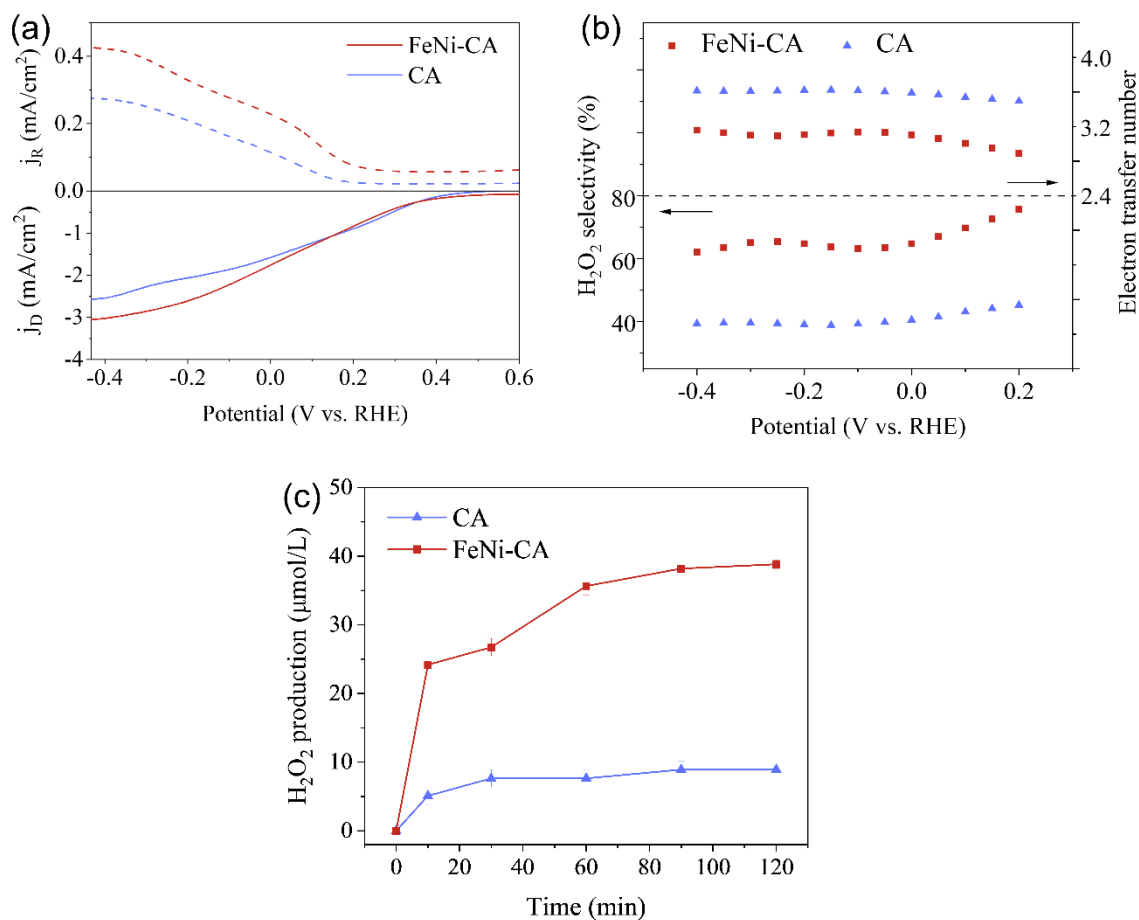 (a)
FeNi-CA
CA
0.4
0.2
0.0
-1
-2
-3
-4
j_R (mA/cm²)
j_D (mA/cm²)
-0.4 -0.2 0.0 0.2 0.4 0.6
Potential (V vs. RHE)
(b)
FeNi-CA CA
80
60
40
H₂O₂ selectivity (%)
4.0
3.2
2.4
Electron transfer number
-0.4 -0.2 0.0 0.2
Potential (V vs. RHE)
(c)
CA
FeNi-CA
50
40
30
20
10
0
H₂O₂ production (μmol/L)
0 20 40 60 80 100 120
Time (min)